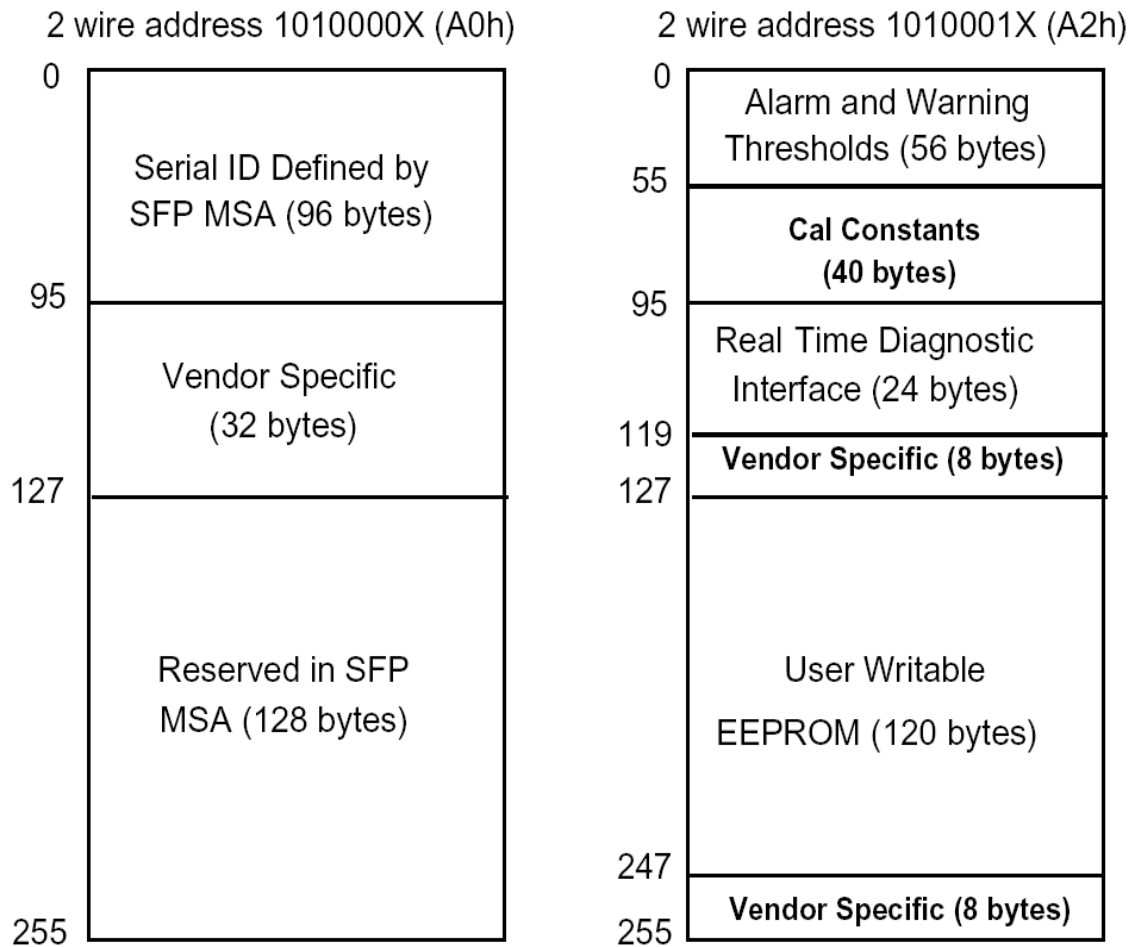 2 wire address 1010000X (A0h)
0
Serial ID Defined by
SFP MSA (96 bytes)
95
Vendor Specific
(32 bytes)
127
Reserved in SFP
MSA (128 bytes)
255
2 wire address 1010001X (A2h)
0
Alarm and Warning
Thresholds (56 bytes)
55
Cal Constants
(40 bytes)
95
Real Time Diagnostic
Interface (24 bytes)
119
Vendor Specific (8 bytes)
127
User Writable
EEPROM (120 bytes)
247
Vendor Specific (8 bytes)
255